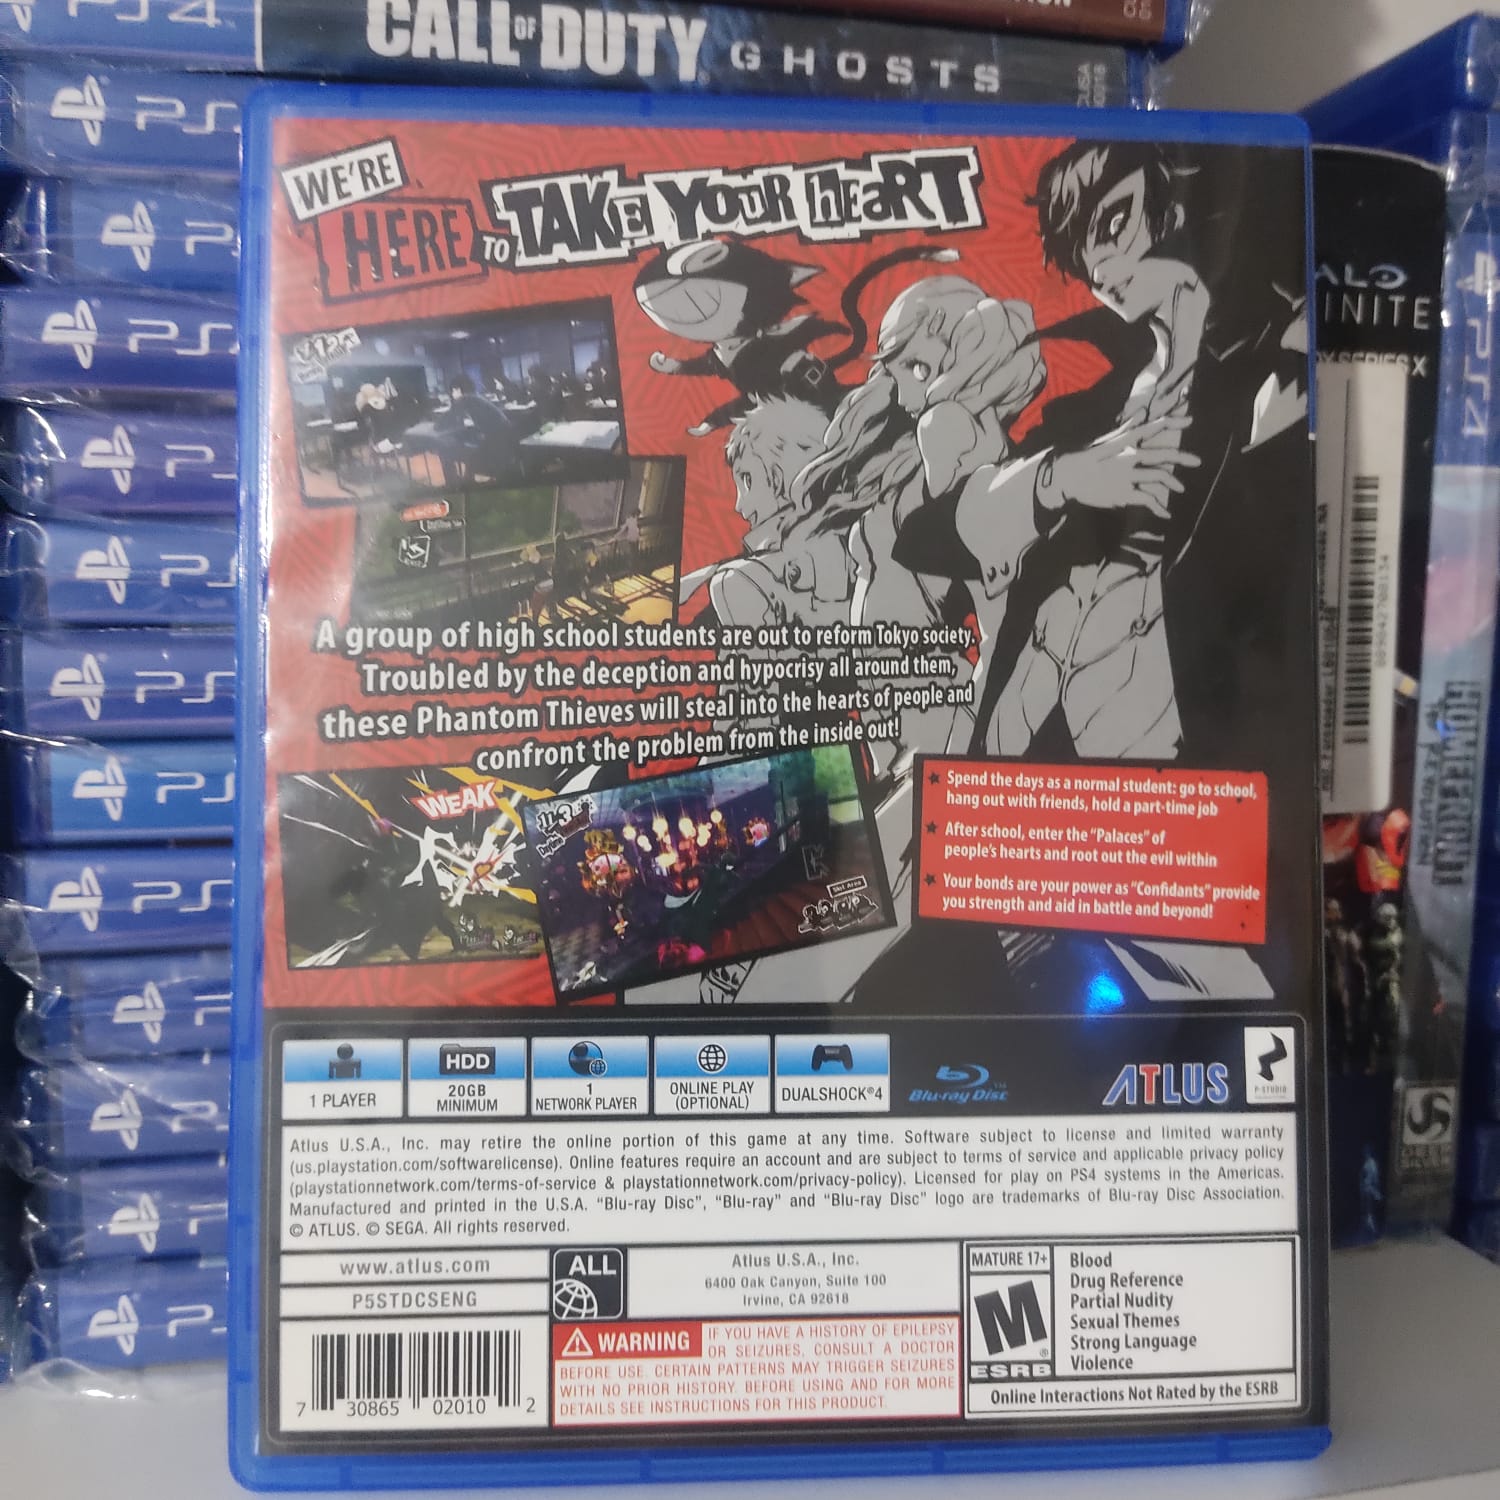 CALL OF DUTY GHOSTS
WE'RE
HERE TO TAKE YOUR HEART
A group of high school students are out to reform Tokyo society.
Troubled by the deception and hypocrisy all around them,
these Phantom Thieves will steal into the hearts of people and
confront the problem from the inside out!
WEAK
★ Spend the days as a normal student: go to school,
hang out with friends, hold a part-time job
★ After school, enter the "Palaces" of
people's hearts and root out the evil within
★ Your bonds are your power as "Confidants" provide
you strength and aid in battle and beyond!
1 PLAYER
HDD
20GB
MINIMUM
1
NETWORK PLAYER
ONLINE PLAY
(OPTIONAL)
DUALSHOCK®4
Blu-ray Disc™
ATLUS
P-STUDIO
Atlus U.S.A., Inc. may retire the online portion of this game at any time. Software subject to license and limited warranty
(us.playstation.com/softwarelicense). Online features require an account and are subject to terms of service and applicable privacy policy
(playstationnetwork.com/terms-of-service & playstationnetwork.com/privacy-policy). Licensed for play on PS4 systems in the Americas.
Manufactured and printed in the U.S.A. "Blu-ray Disc", "Blu-ray" and "Blu-ray Disc" logo are trademarks of Blu-ray Disc Association.
© ATLUS. © SEGA. All rights reserved.
www.atlus.com
P5STDCSENG
ALL
Atlus U.S.A., Inc.
6400 Oak Canyon, Suite 100
Irvine, CA 92618
WARNING IF YOU HAVE A HISTORY OF EPILEPSY
OR SEIZURES, CONSULT A DOCTOR
BEFORE USE. CERTAIN PATTERNS MAY TRIGGER SEIZURES
WITH NO PRIOR HISTORY. BEFORE USING AND FOR MORE
DETAILS SEE INSTRUCTIONS FOR THIS PRODUCT.
7 30865 02010 2
MATURE 17+
M
®
ESRB
Blood
Drug Reference
Partial Nudity
Sexual Themes
Strong Language
Violence
Online Interactions Not Rated by the ESRB
PS4
HOMEFRONT